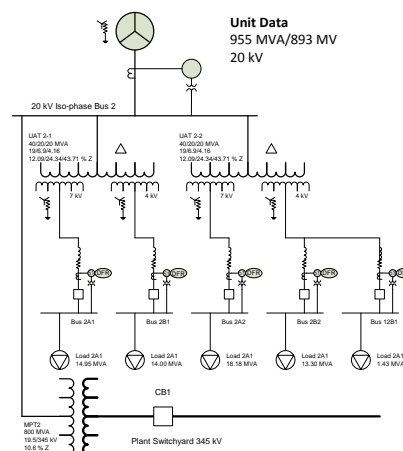 Unit Data
955 MVA/893 MV
20 kV
20 kV Iso-phase Bus 2
UAT 2-1
40/20/20 MVA
19/6.9/4.16
12.09/24.34/43.71 % Z
UAT 2-2
40/20/20 MVA
19/6.9/4.16
12.09/24.34/43.71 % Z
7 kV
4 kV
7 kV
4 kV
DFR
DFR
DFR
DFR
DF
Bus 2A1
Bus 2B1
Bus 2A2
Bus 2B2
Bus 12B1
Load 2A1
14.95 MVA
Load 2A1
14.00 MVA
Load 2A1
18.18 MVA
Load 2A1
13.30 MVA
Load 2A1
1.43 MVA
CB1
MPT2
800 MVA
19.5/345 kV
10.6 % Z
Plant Switchyard 345 kV